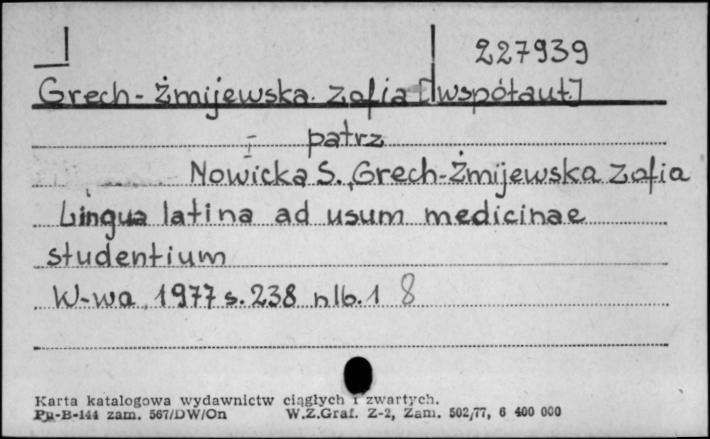 227939
Grech-Żmijewska Zofia [współaut.]
patrz
Nowicka S., Grech-Żmijewska Zofia
Lingua latina ad usum medicinae
studentium
W-wa 1977 s. 238 nlb. 1 8
Karta katalogowa wydawnictw ciągłych i zwartych.
Pu-B-144 zam. 567/DW/On W.Z.Graf. Z-2, Zam. 502/77, 6 400 000